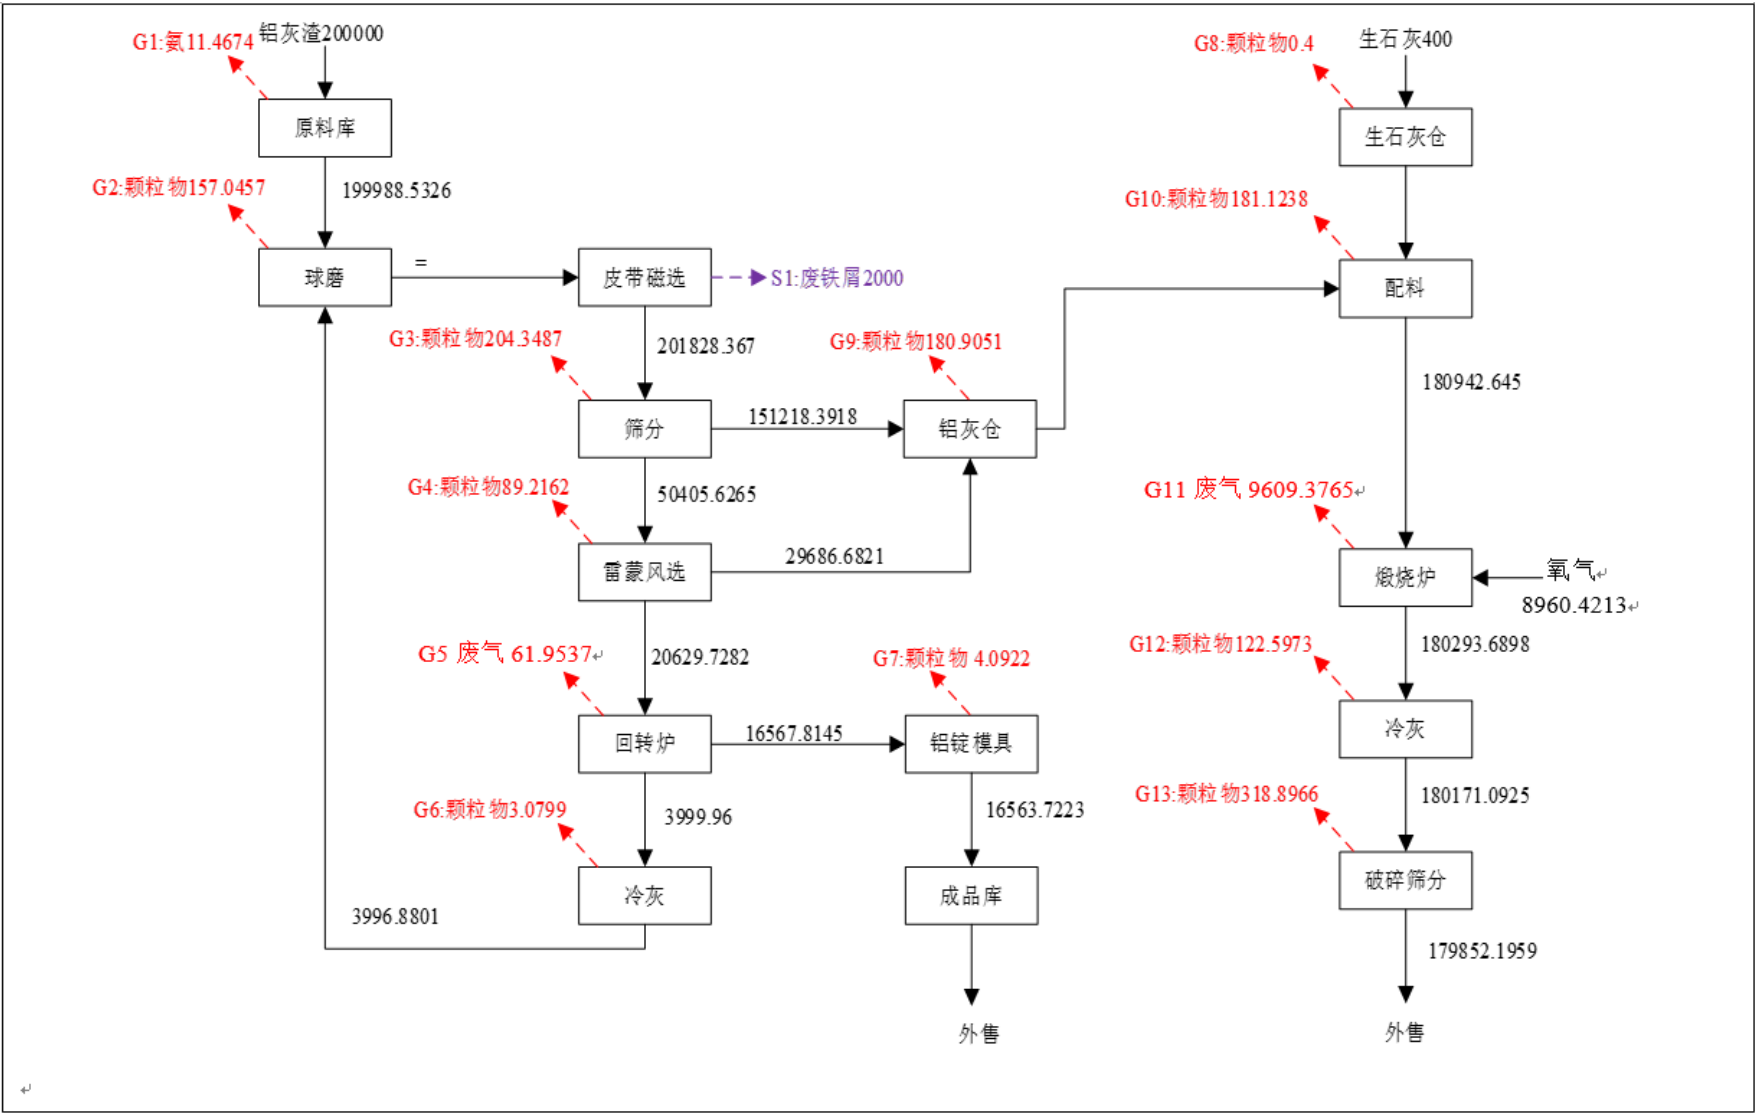 G1:氨11.4674
铝灰渣200000
G8:颗粒物0.4
生石灰400
原料库
生石灰仓
G2:颗粒物157.0457
199988.5326
G10:颗粒物181.1238
球磨
=
皮带磁选
S1:废铁屑2000
配料
G3:颗粒物204.3487
201828.367
G9:颗粒物180.9051
180942.645
筛分
151218.3918
铝灰仓
G4:颗粒物89.2162
50405.6265
G11 废气 9609.3765
雷蒙风选
29686.6821
煅烧炉
氧气
8960.4213
G5 废气 61.9537
20629.7282
G7:颗粒物 4.0922
G12:颗粒物122.5973
180293.6898
回转炉
16567.8145
铝锭模具
冷灰
G6:颗粒物3.0799
3999.96
16563.7223
G13:颗粒物318.8966
180171.0925
冷灰
成品库
破碎筛分
3996.8801
179852.1959
外售
外售